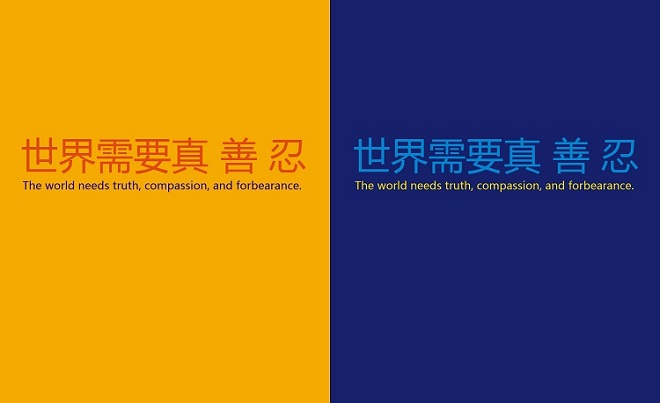 世界需要真 善 忍
The world needs truth, compassion, and forbearance.
世界需要真 善 忍
The world needs truth, compassion, and forbearance.